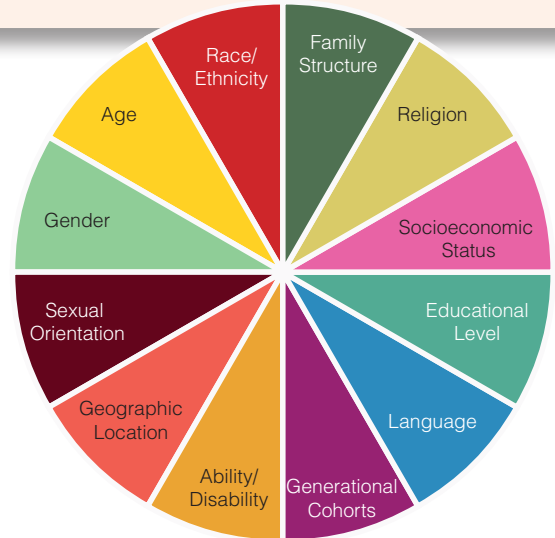 Family
Structure
Religion
Socioeconomic
Status
Educational
Level
Language
Generational
Cohorts
Ability/
Disability
Geographic
Location
Sexual
Orientation
Gender
Age
Race/
Ethnicity